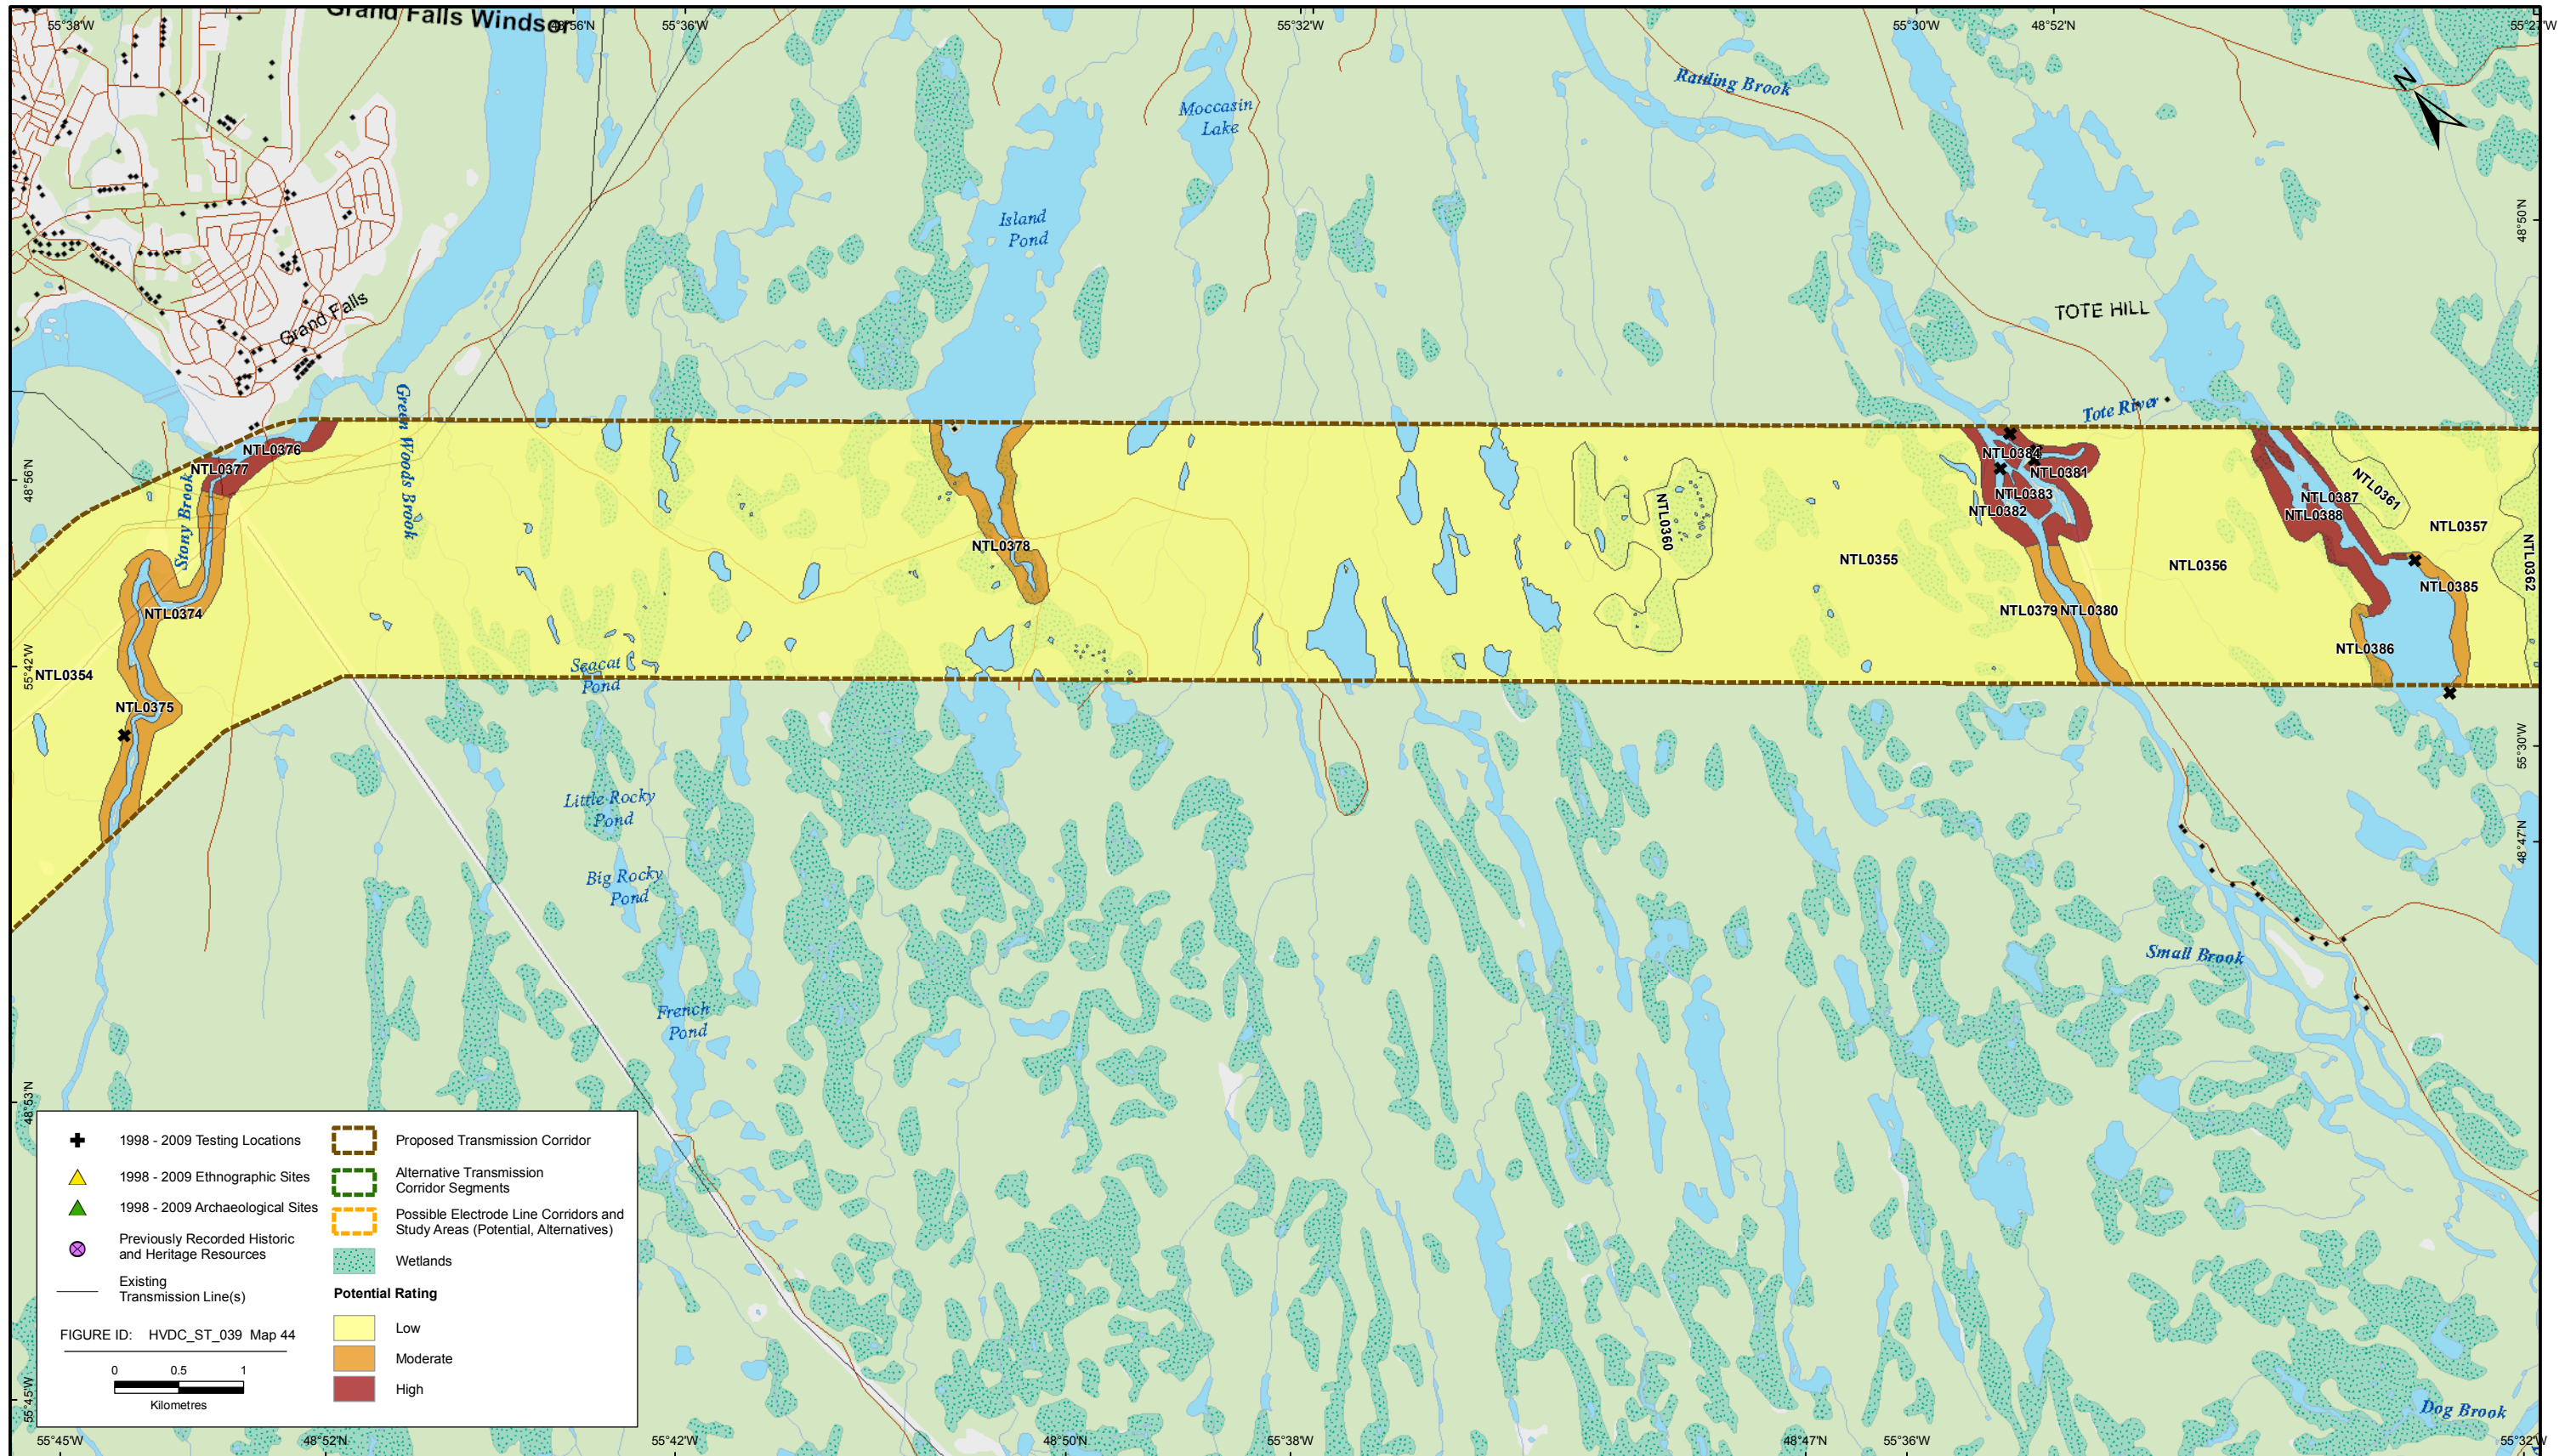 Grand Falls Windsor
55°38'W
48°56'N
55°36'W
55°32'W
55°30'W
48°52'N
55°27'W
N
Rattling Brook
Moccasin
Lake
Island
Pond
48°50'N
Grand Falls
TOTE HILL
Tote River
Green Woods Brook
Stony Brook
48°56'N
NTL0376
NTL0377
NTL0384
NTL0381
NTL0383
NTL0382
NTL0360
NTL0387
NTL0388
NTL0361
NTL0357
NTL0362
NTL0378
NTL0355
NTL0356
NTL0385
NTL0374
NTL0379
NTL0380
NTL0386
55°42'W
NTL0354
NTL0375
Seacat
Pond
55°30'W
Little Rocky
Pond
48°47'N
Big Rocky
Pond
Small Brook
French
Pond
48°53'N
1998 - 2009 Testing Locations
1998 - 2009 Ethnographic Sites
1998 - 2009 Archaeological Sites
Previously Recorded Historic
and Heritage Resources
Existing
Transmission Line(s)
FIGURE ID: HVDC_ST_039 Map 44
0 0.5 1
Kilometres
Proposed Transmission Corridor
Alternative Transmission
Corridor Segments
Possible Electrode Line Corridors and
Study Areas (Potential, Alternatives)
Wetlands
Potential Rating
Low
Moderate
High
55°45'W
Dog Brook
55°45'W
48°52'N
55°42'W
48°50'N
55°38'W
48°47'N
55°36'W
55°32'W